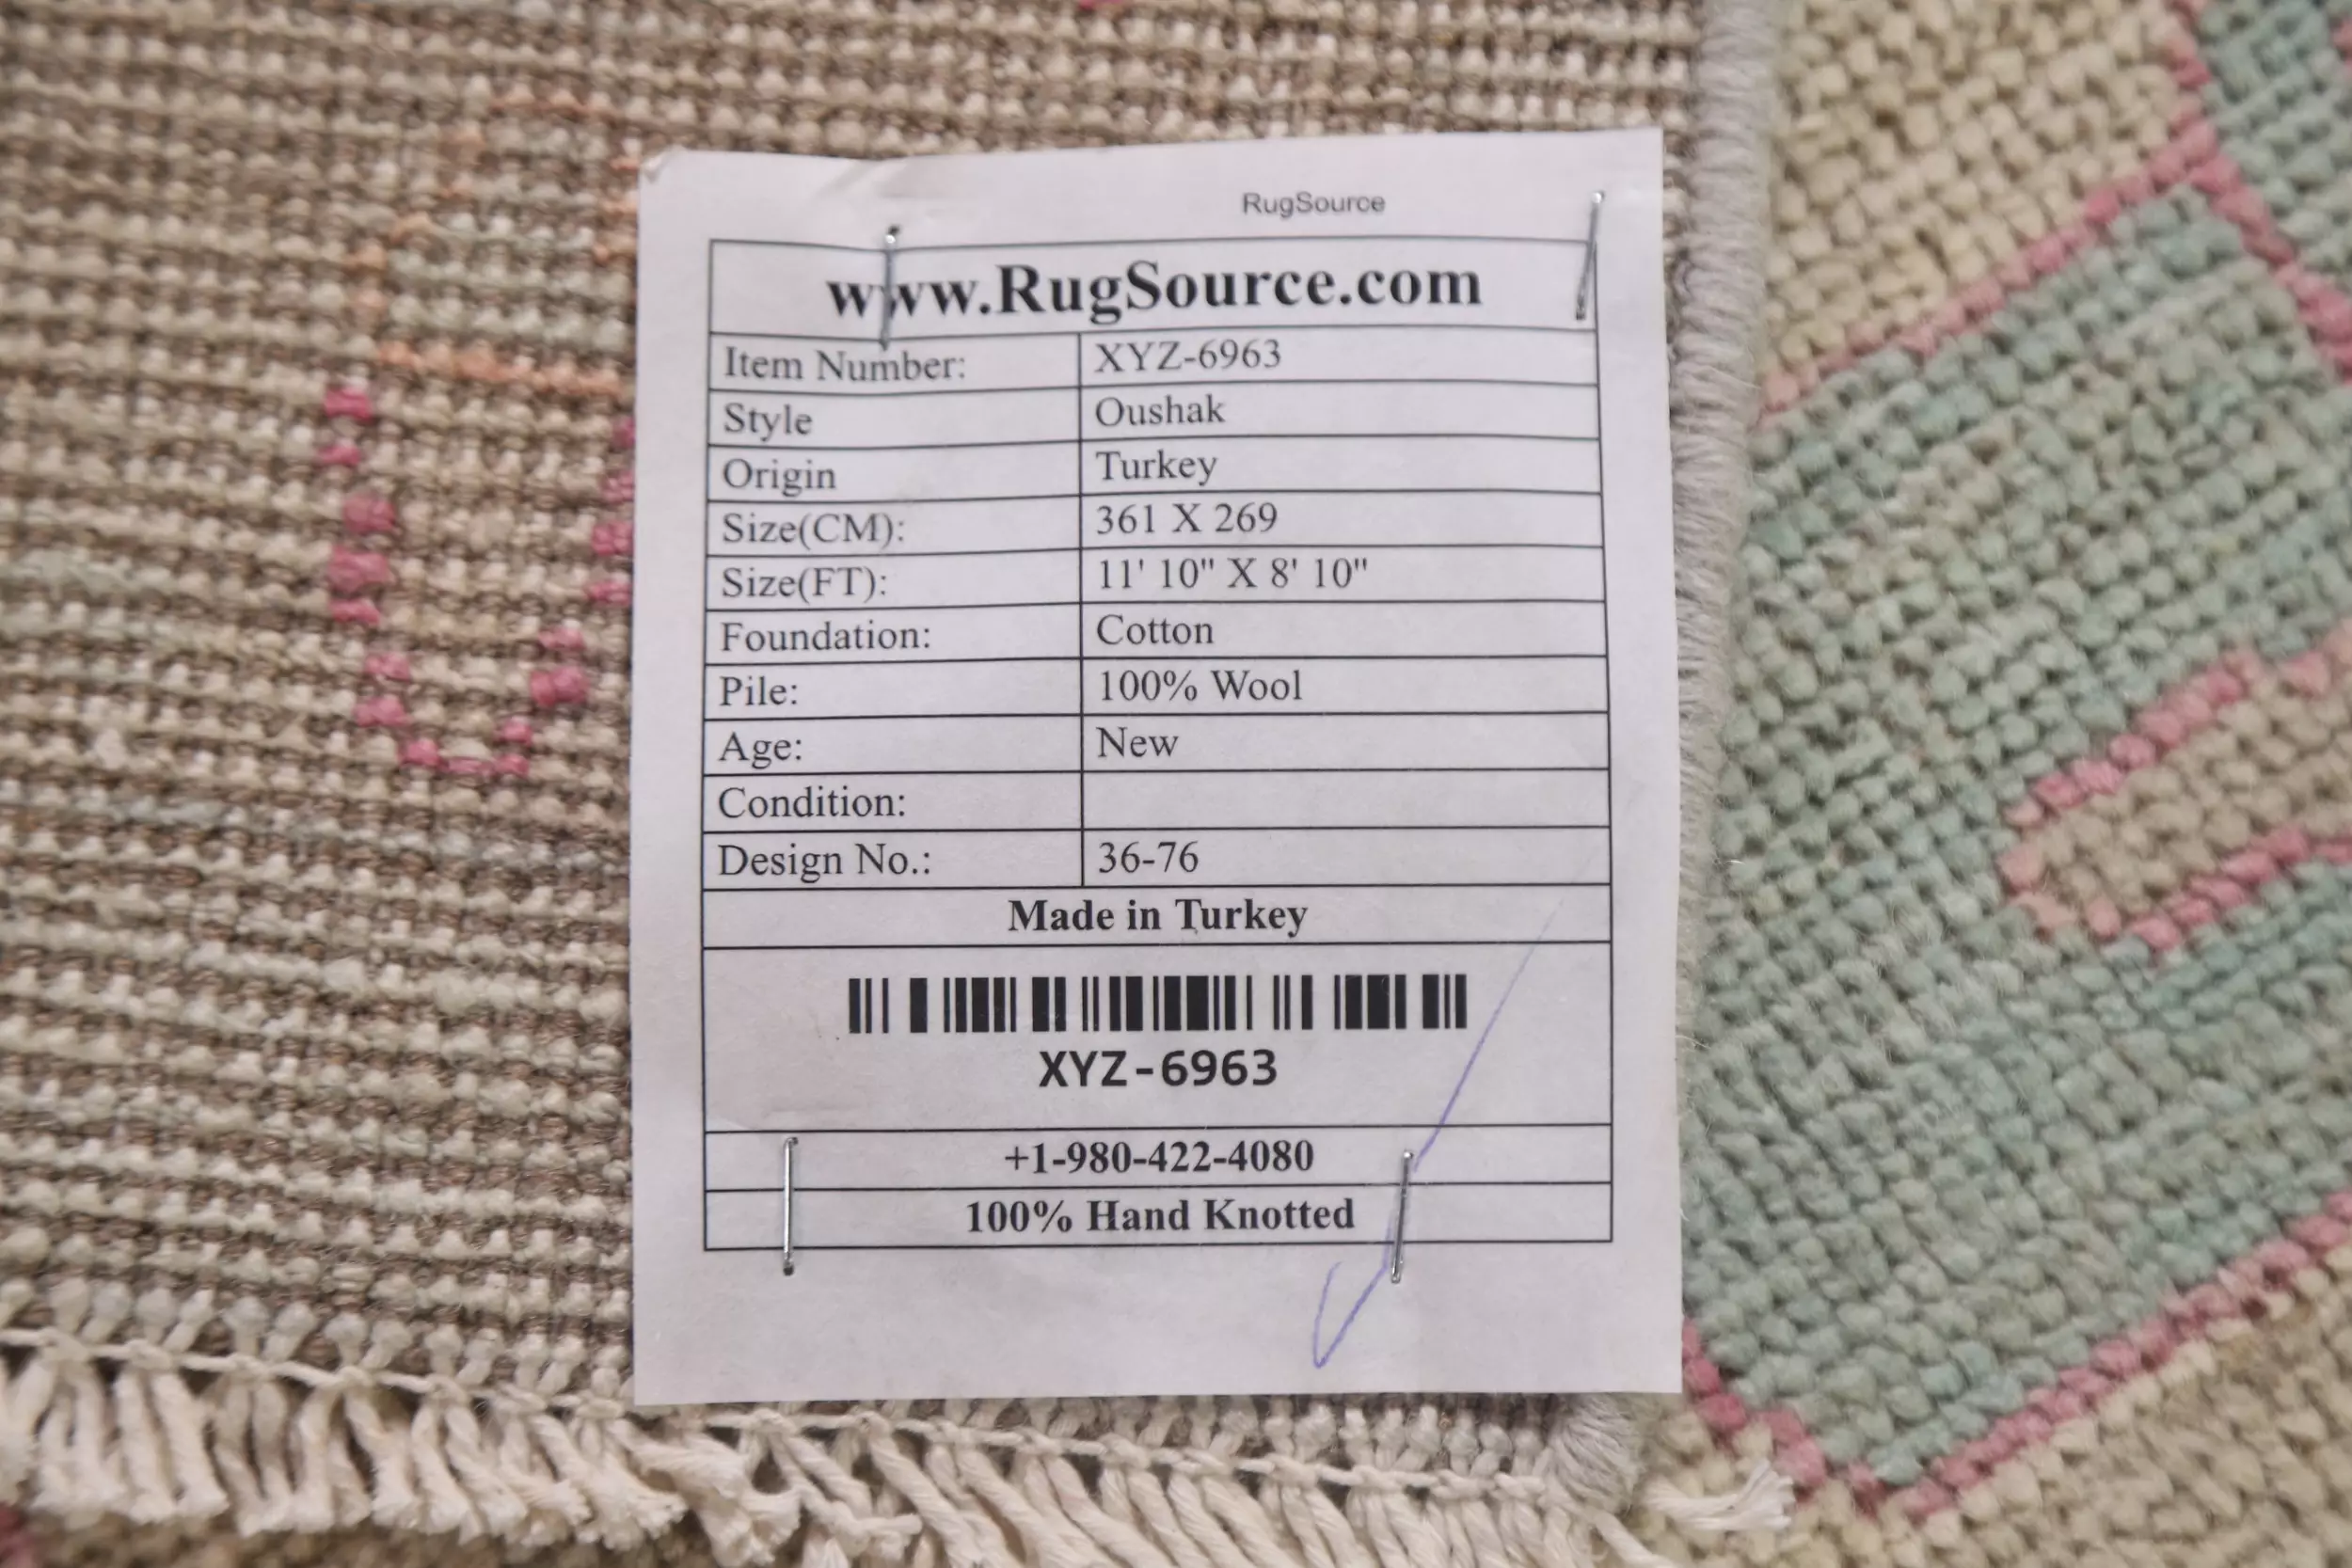 RugSource
www.RugSource.com
Item Number: XYZ-6963
Style Oushak
Origin Turkey
Size(CM): 361 X 269
Size(FT): 11' 10" X 8' 10"
Foundation: Cotton
Pile: 100% Wool
Age: New
Condition:
Design No.: 36-76
Made in Turkey
XYZ-6963
+1-980-422-4080
100% Hand Knotted